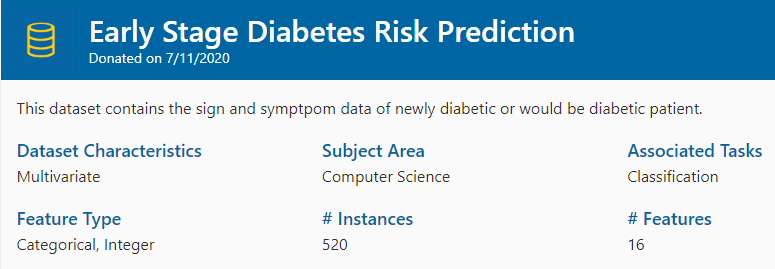 Early Stage Diabetes Risk Prediction
Donated on 7/11/2020
This dataset contains the sign and symptpom data of newly diabetic or would be diabetic patient.
Dataset Characteristics
Multivariate
Subject Area
Computer Science
Associated Tasks
Classification
Feature Type
Categorical, Integer
# Instances
520
# Features
16